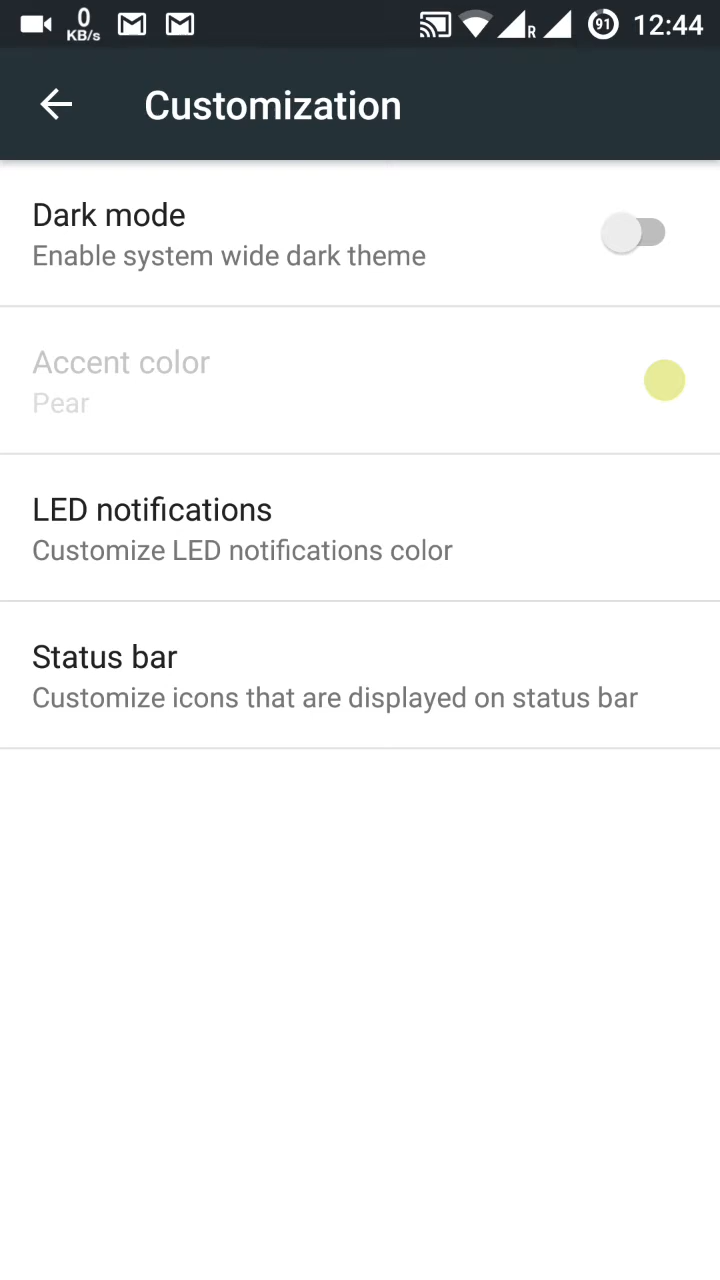 0
KB/s
R
91
12:44
Customization
Dark mode
Enable system wide dark theme
Accent color
Pear
LED notifications
Customize LED notifications color
Status bar
Customize icons that are displayed on status bar